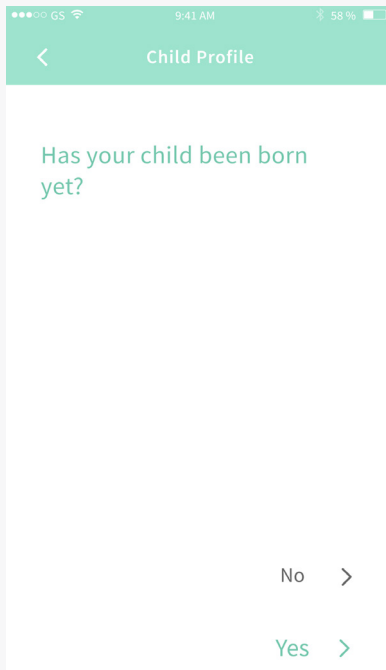 GS 9:41 AM 58 %
Child Profile
Has your child been born
yet?
No
Yes